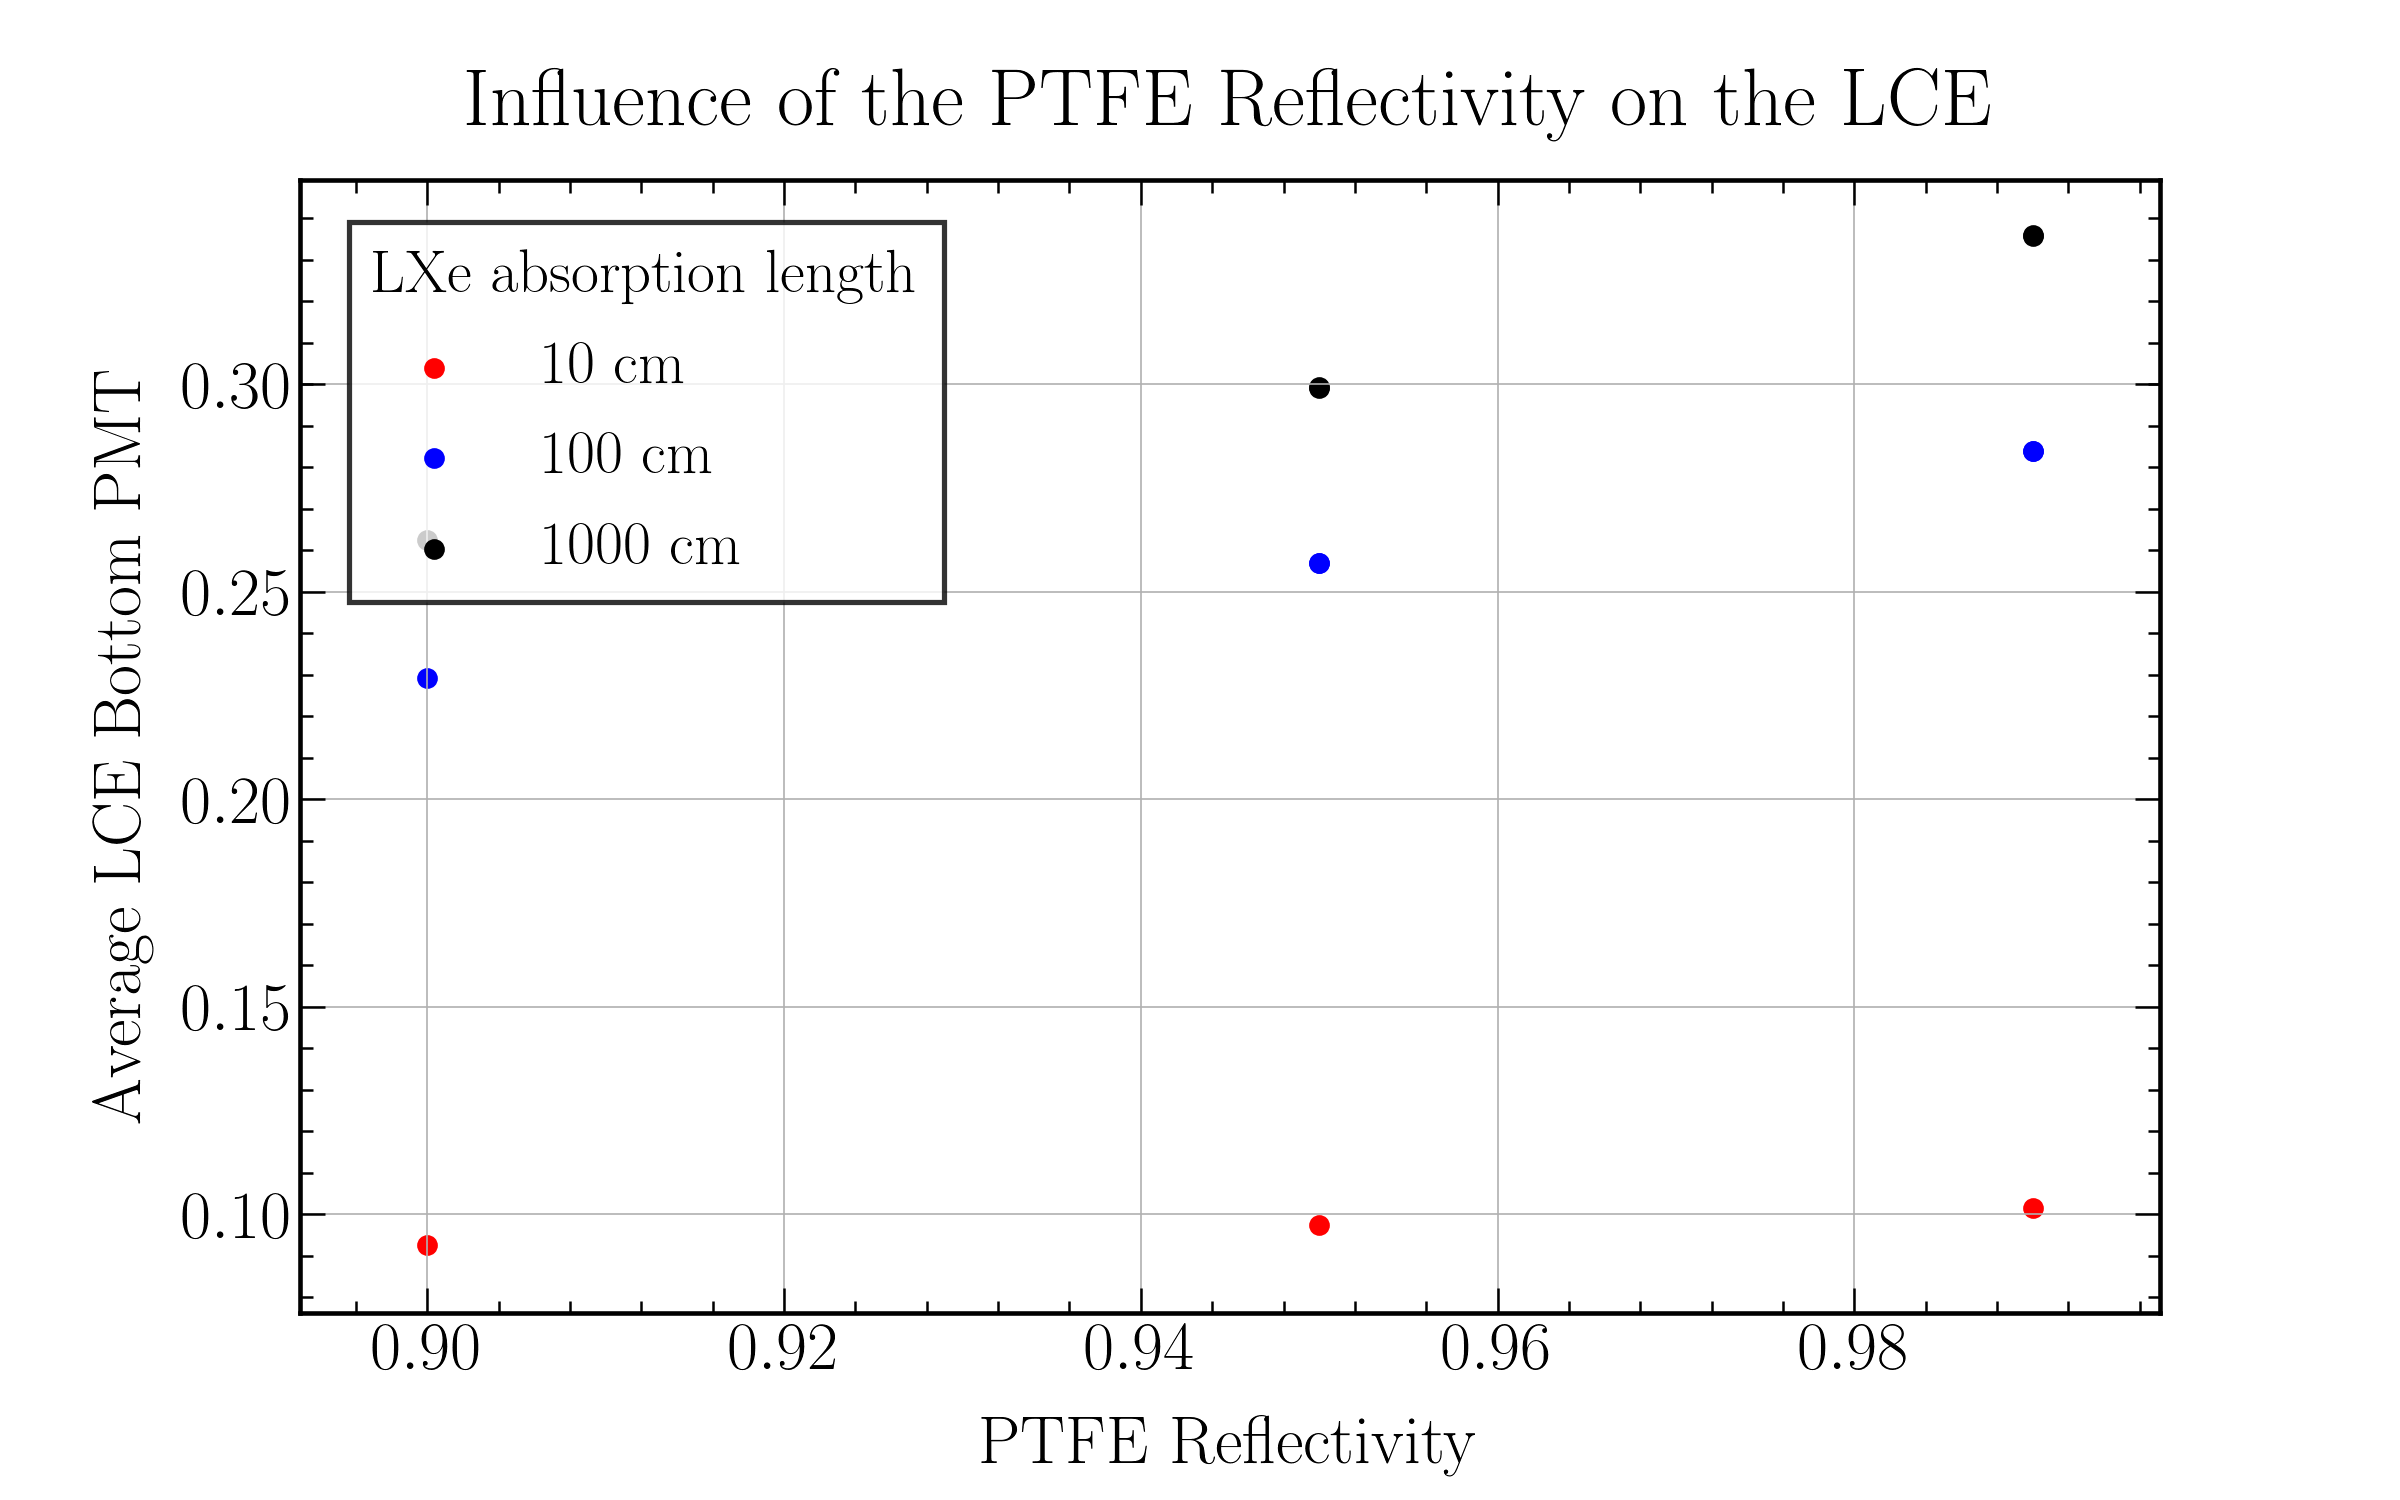 Influence of the PTFE Reflectivity on the LCE
LXe absorption length
10 cm
100 cm
1000 cm
Average LCE Bottom PMT
0.30
0.25
0.20
0.15
0.10
0.90 0.92 0.94 0.96 0.98
PTFE Reflectivity